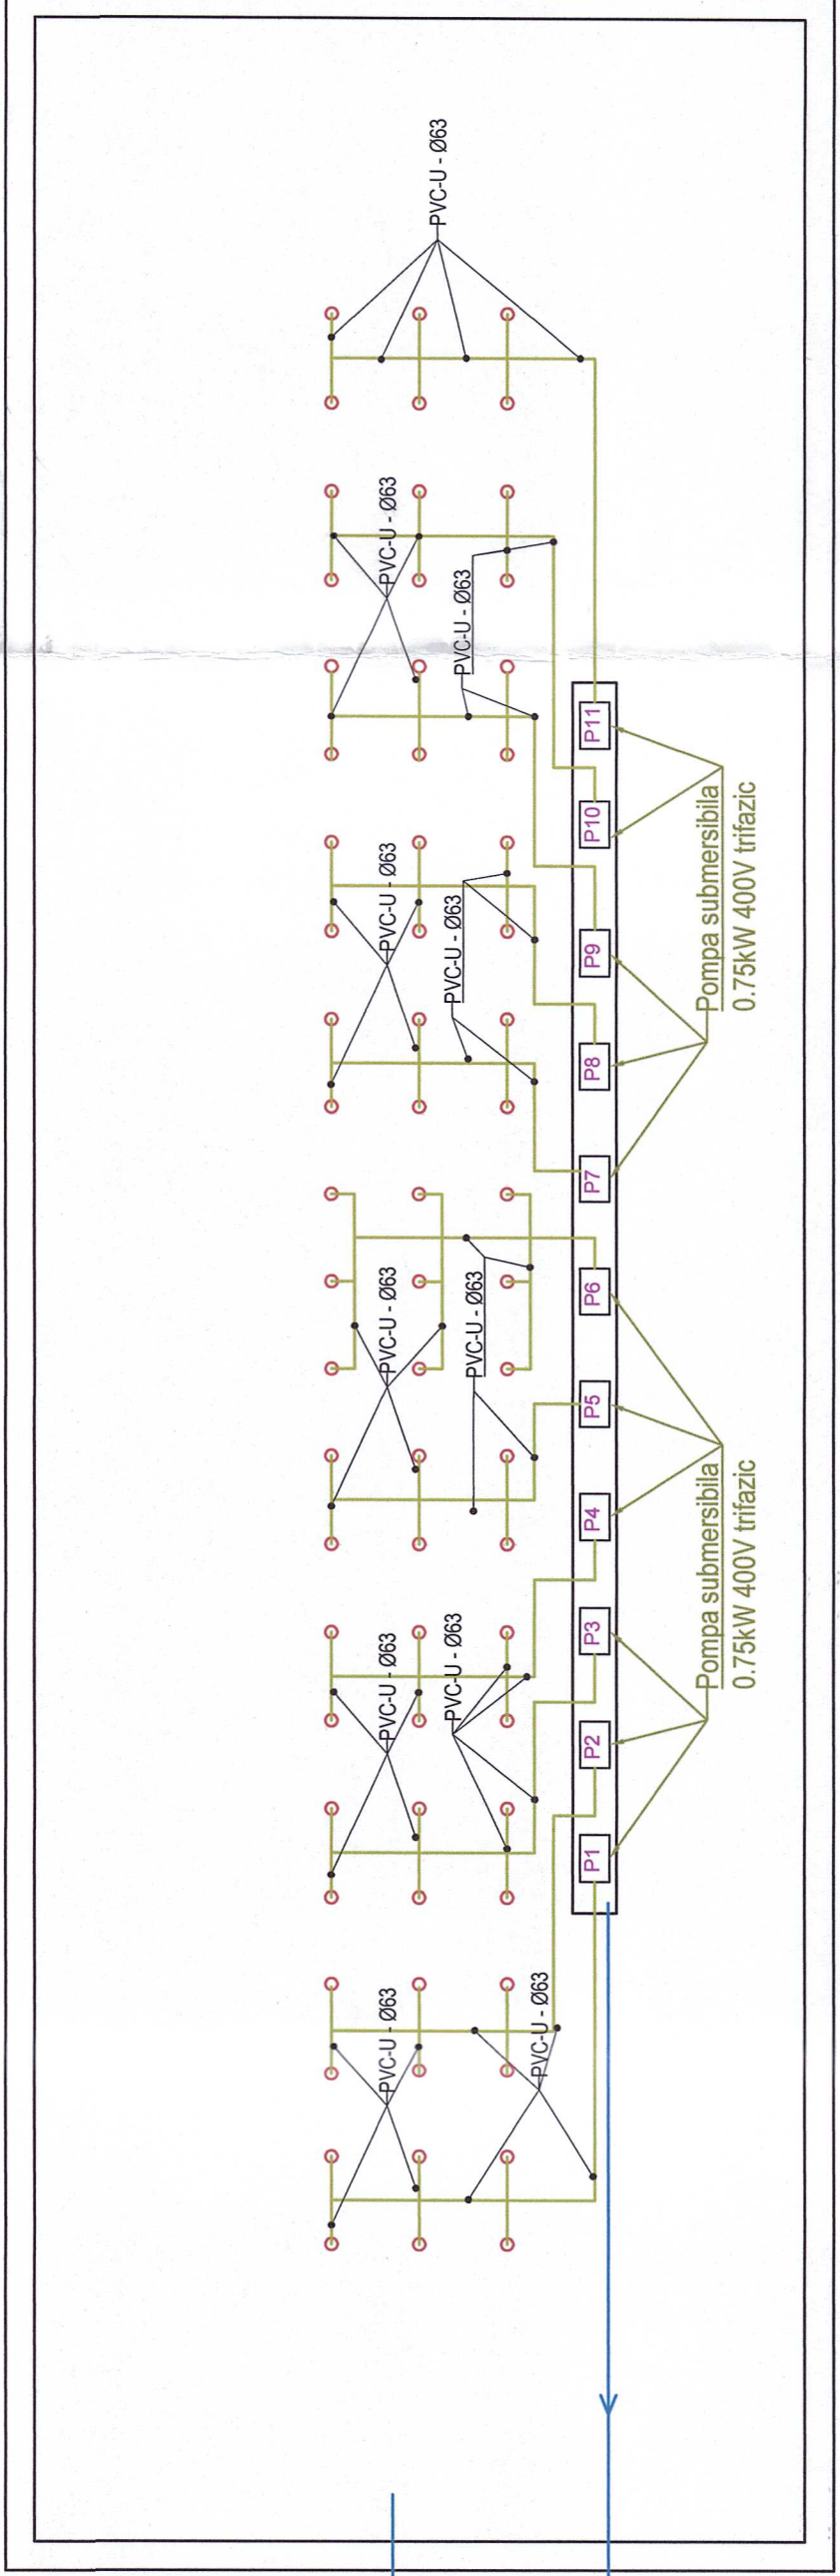 PVC-U - Ø63
PVC-U - Ø63
PVC-U - Ø63
PVC-U - Ø63
PVC-U - Ø63
PVC-U - Ø63
PVC-U - Ø63
PVC-U - Ø63
PVC-U - Ø63
PVC-U - Ø63
PVC-U - Ø63
P1
P2
P3
P4
P5
P6
P7
P8
P9
P10
P11
Pompa submersibila
0.75kW 400V trifazic
Pompa submersibila
0.75kW 400V trifazic